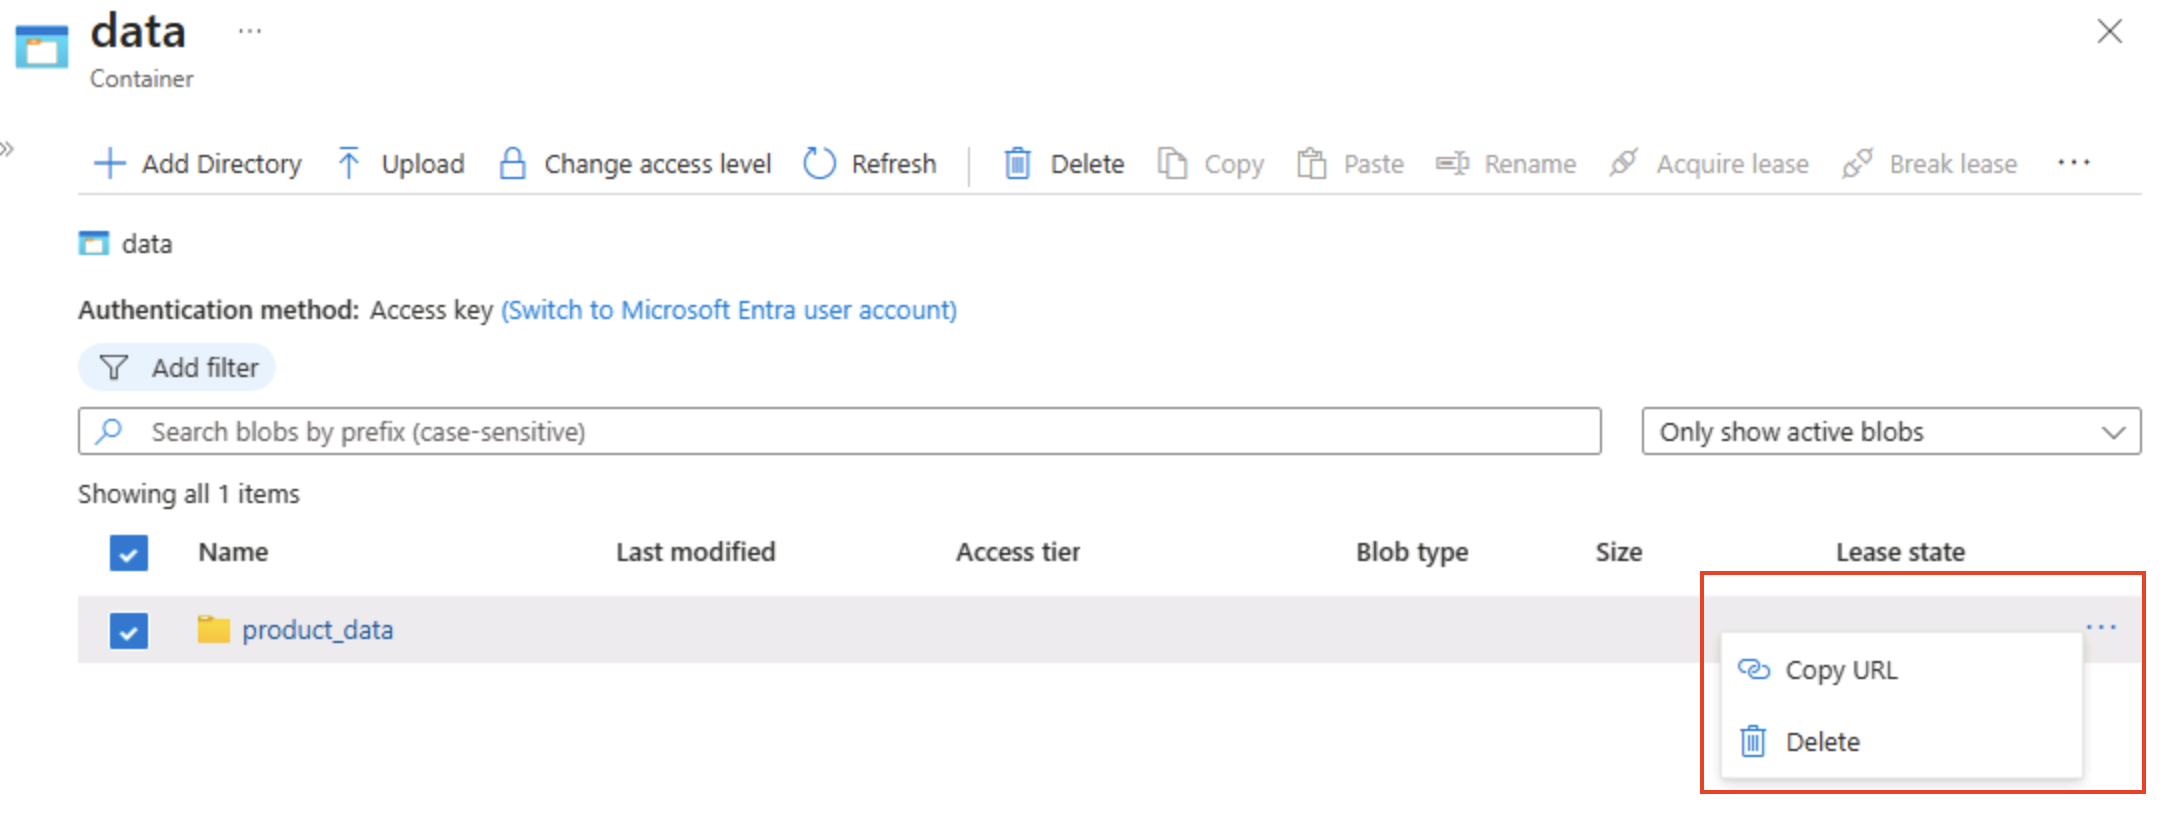 data ...
Container
Add Directory Upload Change access level Refresh Delete Copy Paste Rename Acquire lease Break lease ...
data
Authentication method: Access key (Switch to Microsoft Entra user account)
Add filter
Search blobs by prefix (case-sensitive) Only show active blobs
Showing all 1 items
Name Last modified Access tier Blob type Size Lease state
product_data ...
Copy URL
Delete